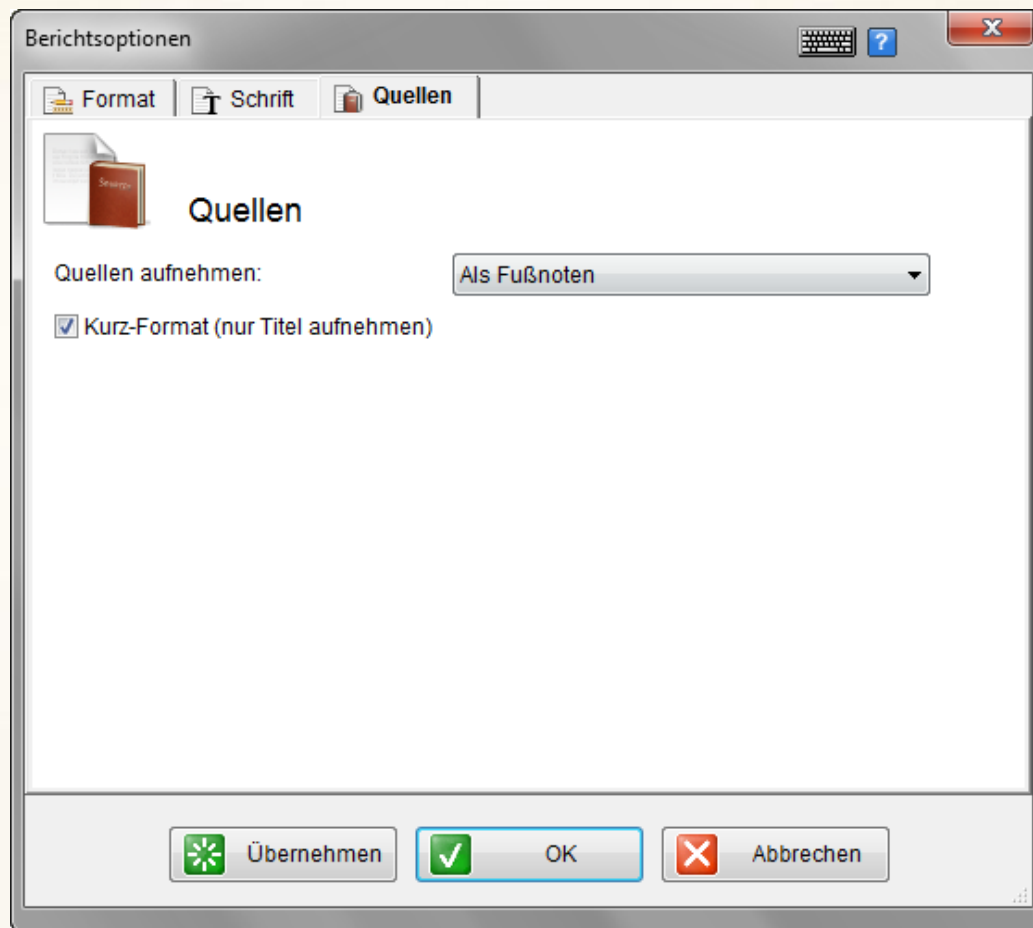 Berichtsoptionen
?
Format Schrift Quellen
Quellen
Quellen aufnehmen: Als Fußnoten
Kurz-Format (nur Titel aufnehmen)
Übernehmen OK Abbrechen